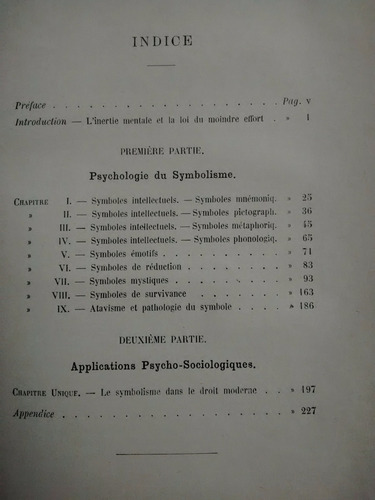 INDICE
Préface . . . . . . . . . . . . . . . . . . Pag. v
Introduction — L'inertie mentale et la loi du moindre effort . » 1
PREMIÈRE PARTIE.
Psychologie du Symbolisme.
CHAPITRE I. — Symboles intellectuels. — Symboles mnémoniq. » 25
» II. — Symboles intellectuels. — Symboles pictograph. » 36
» III. — Symboles intellectuels. — Symboles métaphoriq. » 45
» IV. — Symboles intellectuels. — Symboles phonologiq. » 65
» V. — Symboles émotifs . . . . . . . . » 71
» VI. — Symboles de réduction . . . . . . » 83
» VII. — Symboles mystiques . . . . . . . » 93
» VIII. — Symboles de survivance . . . . . . » 163
» IX. — Atavisme et pathologie du symbole . . . . » 186
DEUXIÈME PARTIE.
Applications Psycho-Sociologiques.
CHAPITRE UNIQUE. — Le symbolisme dans le droit moderne . . » 197
Appendice . . . . . . . . . . . . . . . . . » 227